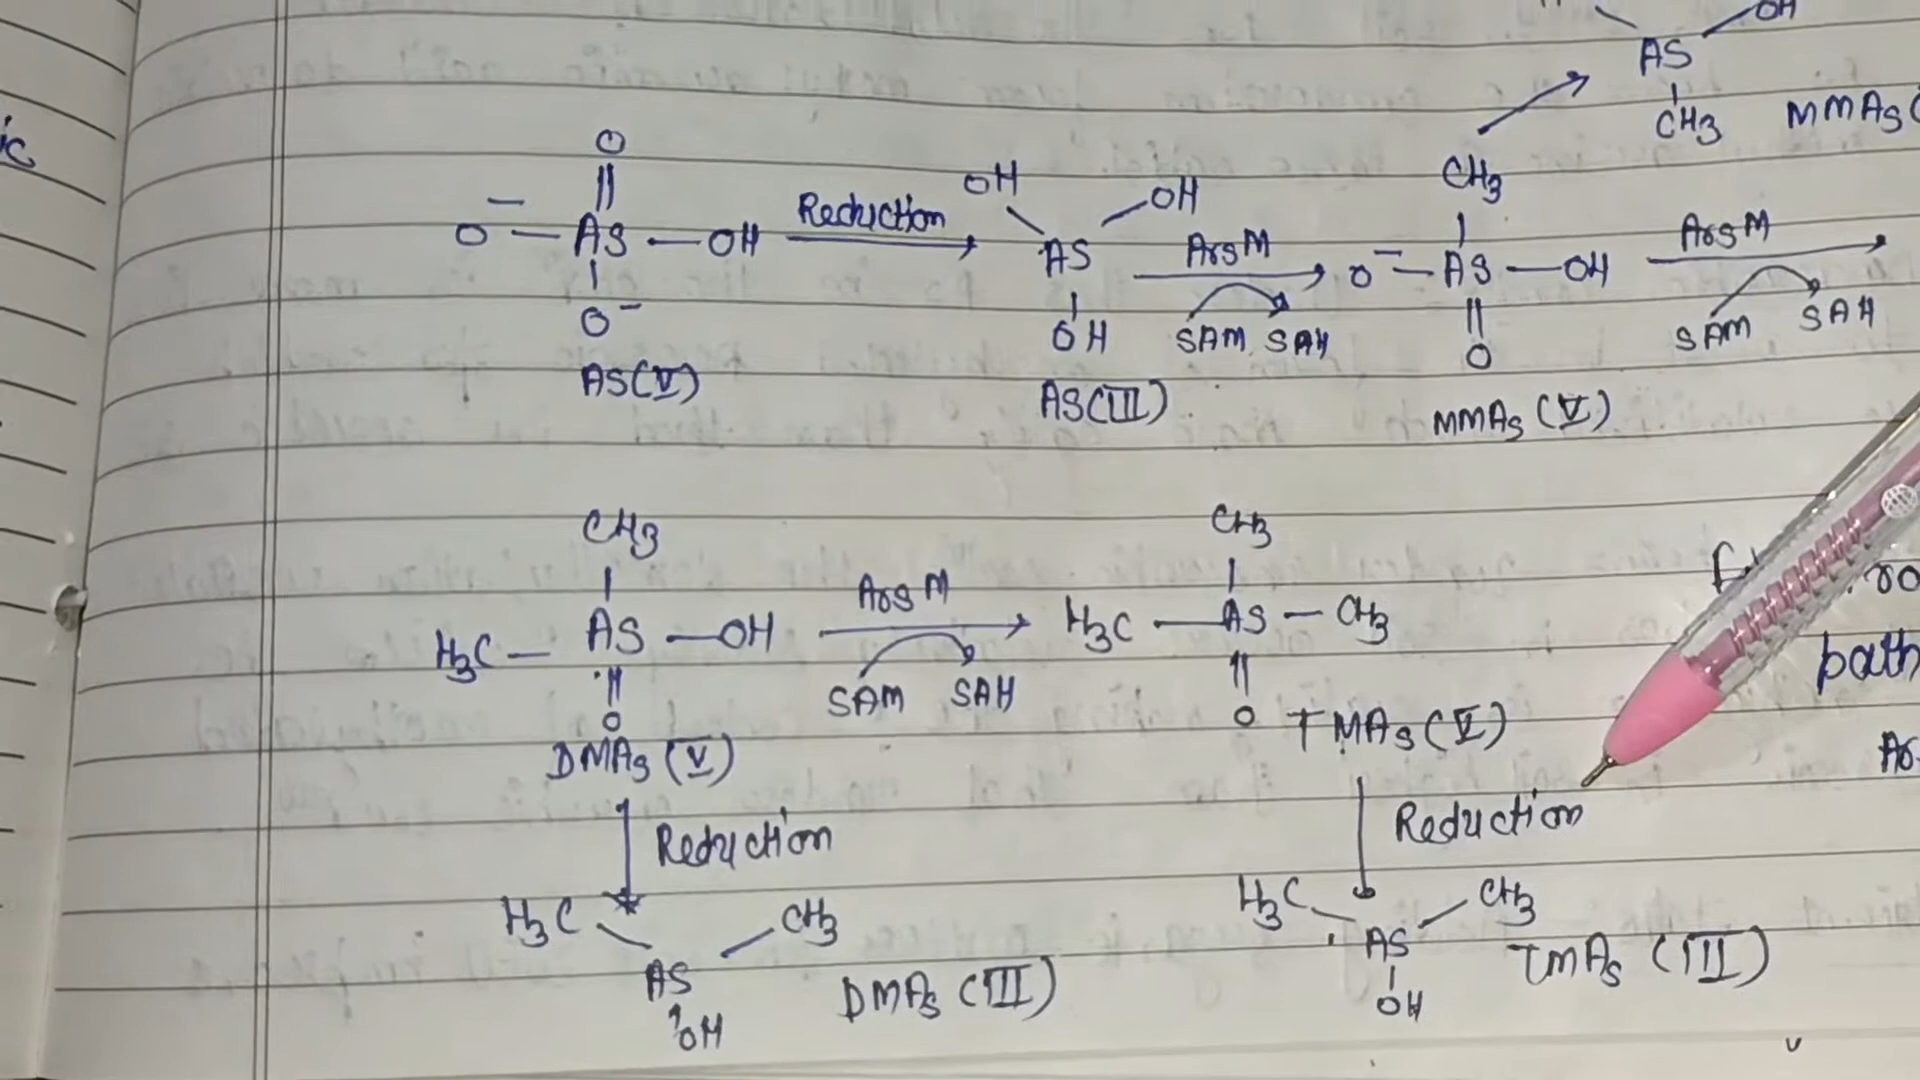 OH
AS
CH3 MMAs (
ic
O
O⁻ — AS — OH
O⁻
AS(V)
Reduction
OH OH
AS
OH
AS(III)
ArsM
SAM SAH
CH3
O⁻ — AS — OH
O
MMAs (V)
ArsM
SAM SAH
CH3
H3C — AS — OH
O
DMAs (V)
ArsM
SAM SAH
CH3
H3C — AS — CH3
O
TMAs (V)
path
Reduction
H3C CH3
AS
OH
DMAs (III)
Reduction
H3C CH3
AS
OH
TMAs (III)